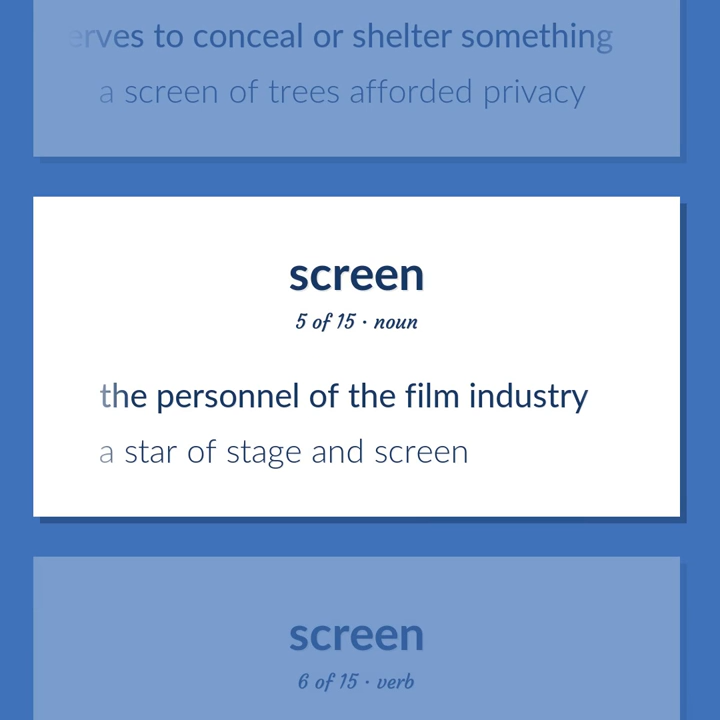 erves to conceal or shelter something
a screen of trees afforded privacy
screen
5 of 15 · noun
the personnel of the film industry
a star of stage and screen
screen
6 of 15 · verb